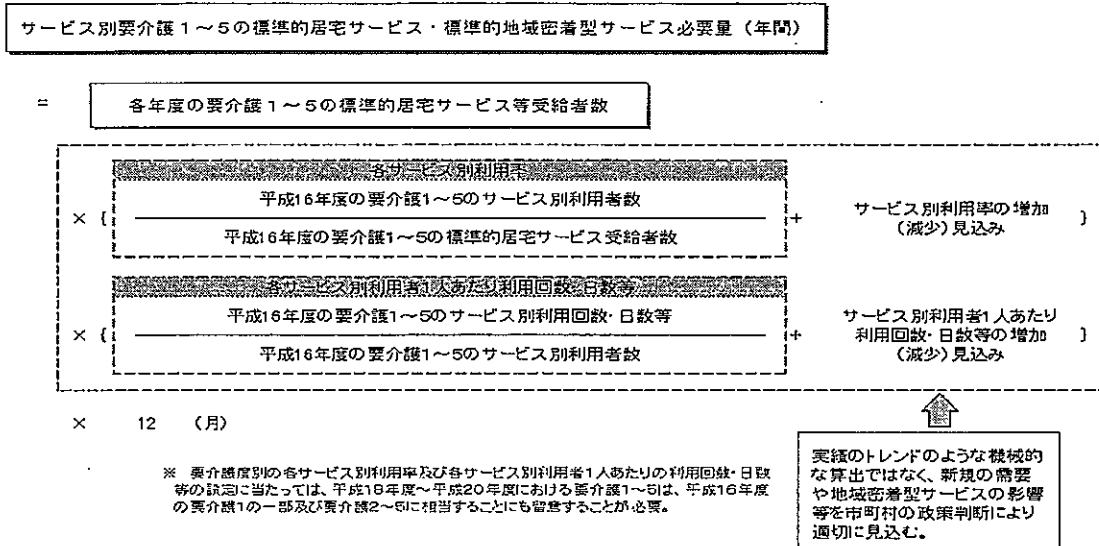 サービス別要介護1～5の標準的居宅サービス・標準的地域密着型サービス必要量（年間）
=
各年度の要介護1～5の標準的居宅サービス等受給者数
各サービス別利用率
× {
平成16年度の要介護1～5のサービス別利用者数
平成16年度の要介護1～5の標準的居宅サービス受給者数
+
サービス別利用率の増加
（減少）見込み
}
各サービス別利用者1人あたり利用回数・日数等
× {
平成16年度の要介護1～5のサービス別利用回数・日数等
平成16年度の要介護1～5のサービス別利用者数
+
サービス別利用者1人あたり
利用回数・日数等の増加
（減少）見込み
}
× 12 （月）
※ 要介護度別の各サービス別利用率及び各サービス別利用者1人あたりの利用回数・日数
等の設定に当たっては、平成18年度～平成20年度における要介護1～5は、平成16年度
の要介護1の一部及び要介護2～5に相当することにも留意することが必要。
実績のトレンドのような機械的
な算出ではなく、新規の需要
や地域密着型サービスの影響
等を市町村の政策判断により
適切に見込む。